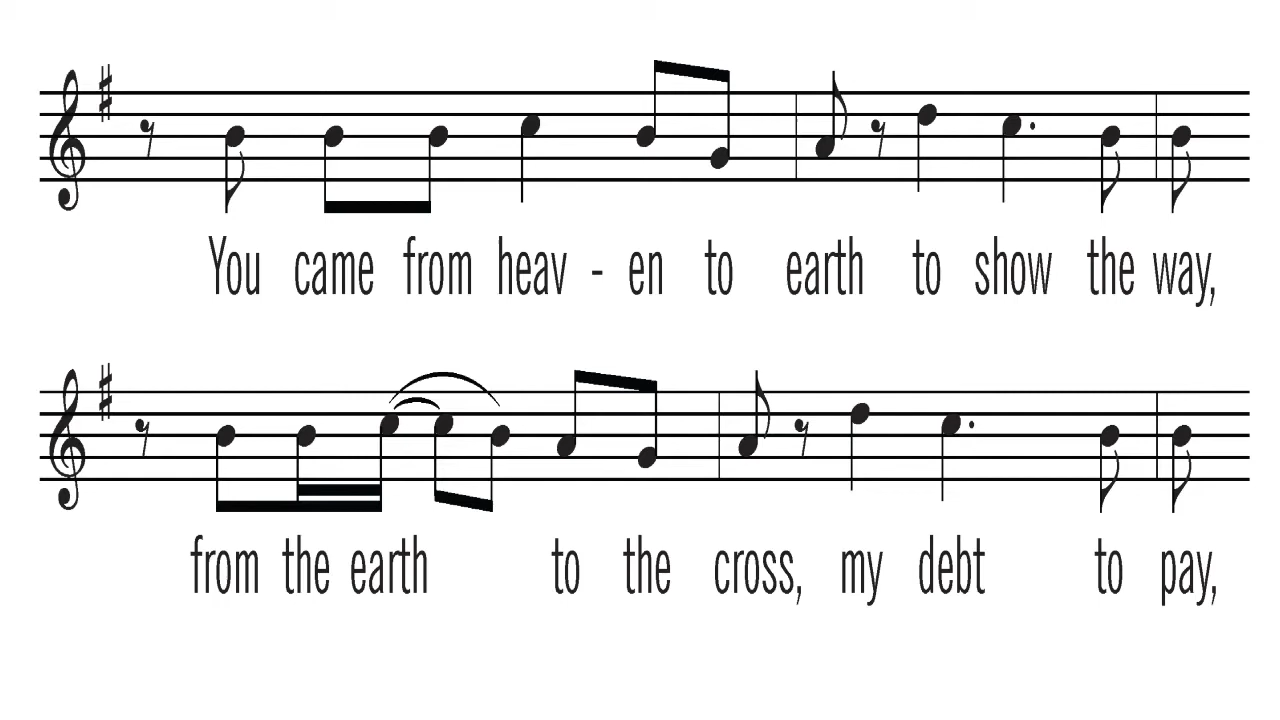 You came from heav - en to earth to show the way,
from the earth to the cross, my debt to pay,